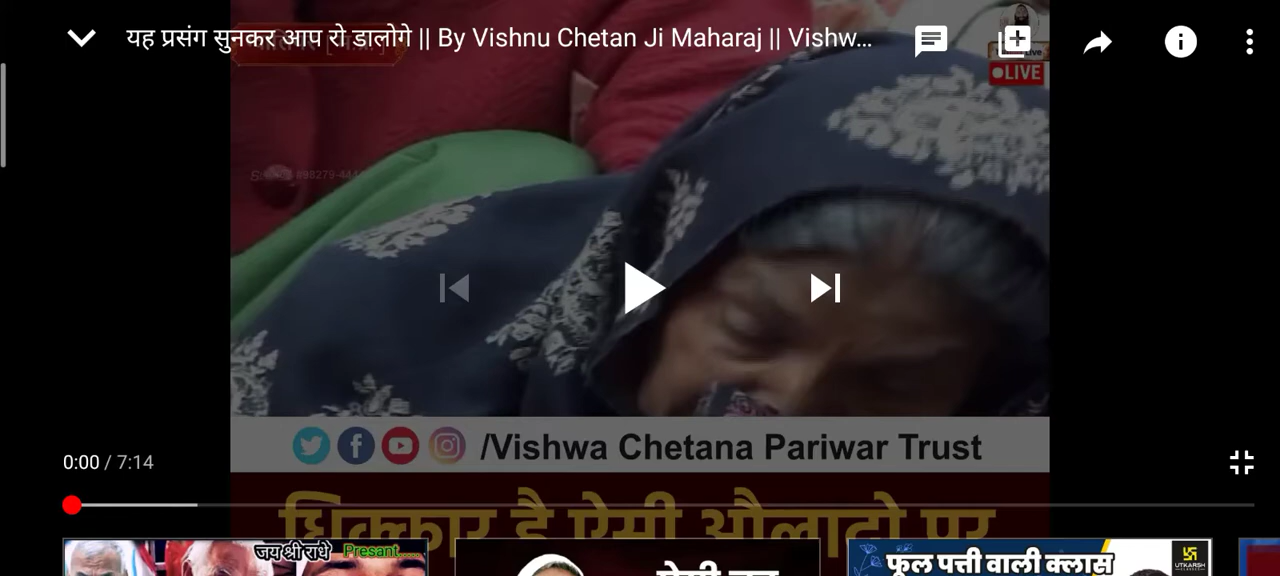 यह प्रसंग सुनकर आप रो डालोगे || By Vishnu Chetan Ji Maharaj || Vishw...
LIVE
/Vishwa Chetana Pariwar Trust
0:00 / 7:14
धिक्कार है ऐसी औलादो पर
जय श्री राधे Presant.....
फूल पत्ती वाली क्लास
UTKARSH